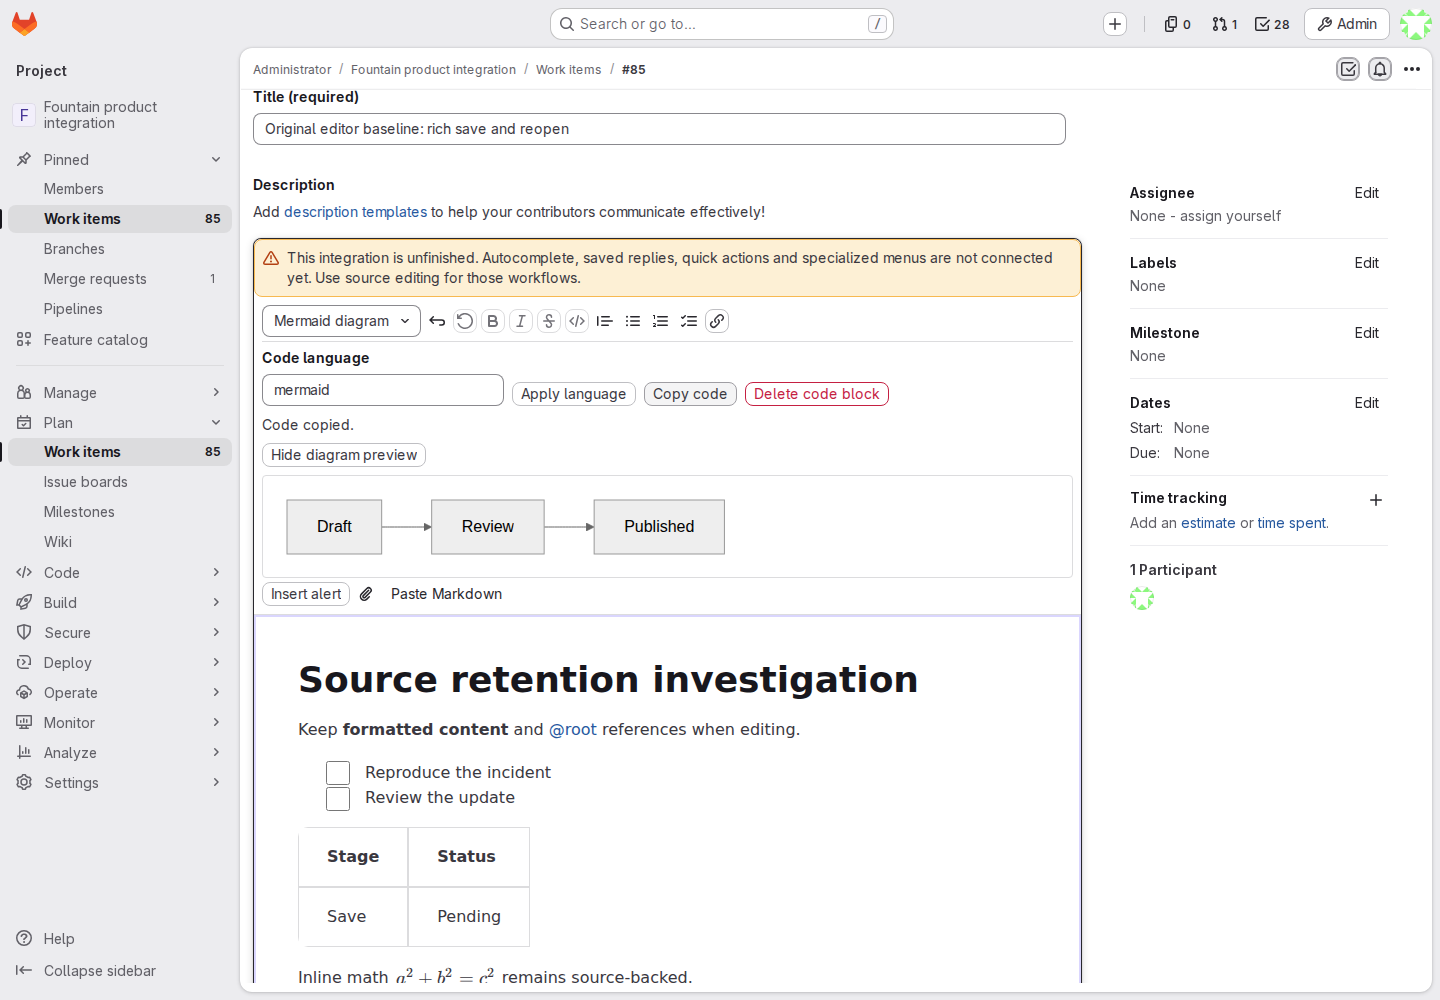 Search or go to...
/
0
1
28
Admin
Project
F
Fountain product
integration
Pinned
Members
Work items
85
Branches
Merge requests
1
Pipelines
Feature catalog
Manage
Plan
Work items
85
Issue boards
Milestones
Wiki
Code
Build
Secure
Deploy
Operate
Monitor
Analyze
Settings
Help
Collapse sidebar
Administrator / Fountain product integration / Work items / #85
Title (required)
Original editor baseline: rich save and reopen
Description
Add description templates to help your contributors communicate effectively!
This integration is unfinished. Autocomplete, saved replies, quick actions and specialized menus are not connected
yet. Use source editing for those workflows.
Mermaid diagram
Code language
mermaid
Apply language
Copy code
Delete code block
Code copied.
Hide diagram preview
Draft
Review
Published
Insert alert
Paste Markdown
Source retention investigation
Keep formatted content and @root references when editing.
Reproduce the incident
Review the update
Stage
Status
Save
Pending
Inline math a² + b² = c² remains source-backed.
Assignee
Edit
None - assign yourself
Labels
Edit
None
Milestone
Edit
None
Dates
Edit
Start: None
Due: None
Time tracking
Add an estimate or time spent.
1 Participant